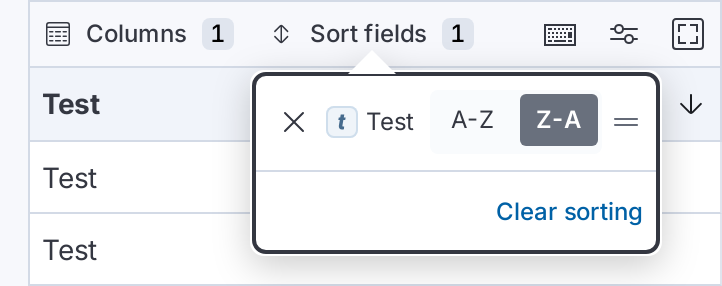 Columns 1 Sort fields 1
Test
t Test A-Z Z-A
Test
Clear sorting
Test